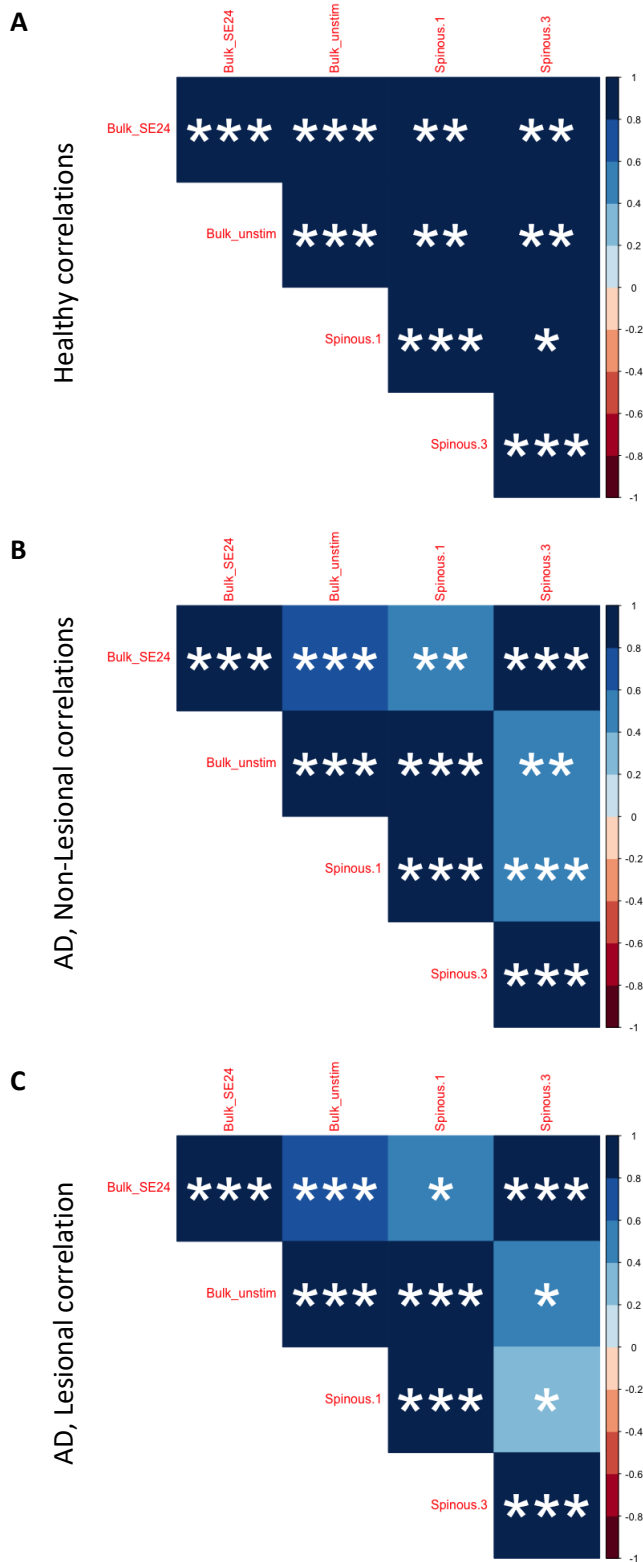 A
Bulk_SE24
Bulk_unstim
Spinous.1
Spinous.3
Healthy correlations
Bulk_SE24 *** *** ** **
Bulk_unstim *** ** **
Spinous.1 *** *
Spinous.3 ***
1
0.8
0.6
0.4
0.2
0
-0.2
-0.4
-0.6
-0.8
-1
B
Bulk_SE24
Bulk_unstim
Spinous.1
Spinous.3
AD, Non-Lesional correlations
Bulk_SE24 *** *** ** ***
Bulk_unstim *** *** **
Spinous.1 *** ***
Spinous.3 ***
1
0.8
0.6
0.4
0.2
0
-0.2
-0.4
-0.6
-0.8
-1
C
Bulk_SE24
Bulk_unstim
Spinous.1
Spinous.3
AD, Lesional correlation
Bulk_SE24 *** *** * ***
Bulk_unstim *** *** *
Spinous.1 *** *
Spinous.3 ***
1
0.8
0.6
0.4
0.2
0
-0.2
-0.4
-0.6
-0.8
-1